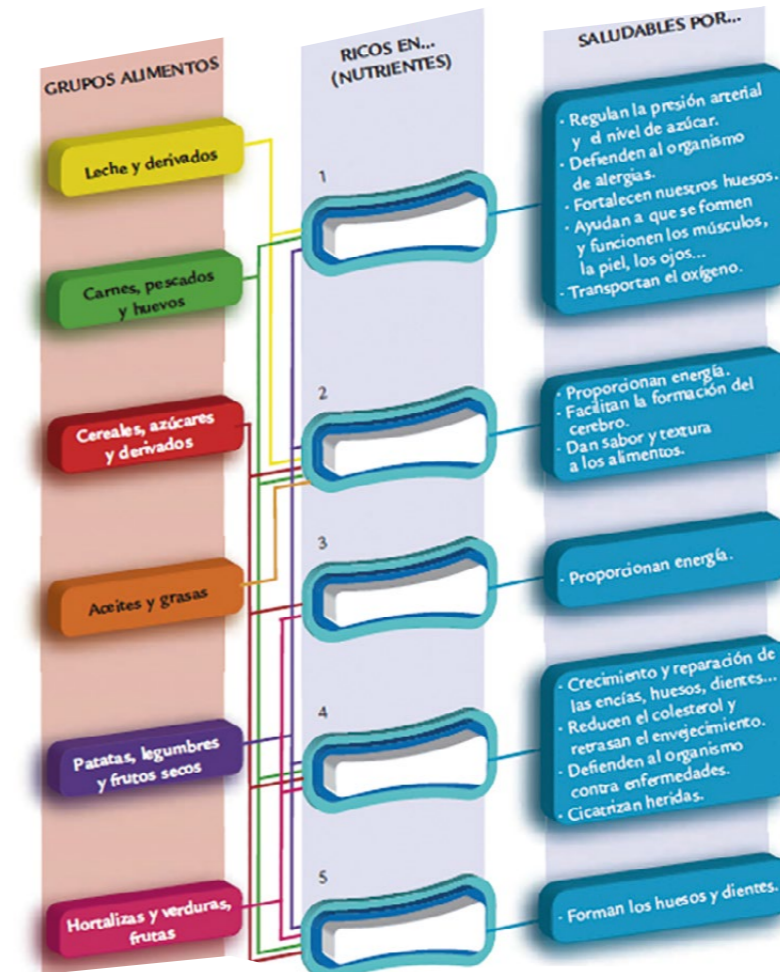 GRUPOS ALIMENTOS
Leche y derivados
Carnes, pescados
y huevos
Cereales, azúcares
y derivados
Aceites y grasas
Patatas, legumbres
y frutos secos
Hortalizas y verduras,
frutas
RICOS EN...
(NUTRIENTES)
1
2
3
4
5
SALUDABLES POR...
- Regulan la presión arterial
y el nivel de azúcar.
- Defienden al organismo
de alergias.
- Fortalecen nuestros huesos.
- Ayudan a que se formen
y funcionen los músculos,
la piel, los ojos...
- Transportan el oxígeno.
- Proporcionan energía.
- Facilitan la formación del
cerebro.
- Dan sabor y textura
a los alimentos.
- Proporcionan energía.
- Crecimiento y reparación de
las encías, huesos, dientes...
- Reducen el colesterol y
retrasan el envejecimiento.
- Defienden al organismo
contra enfermedades.
- Cicatrizan heridas.
- Forman los huesos y dientes.